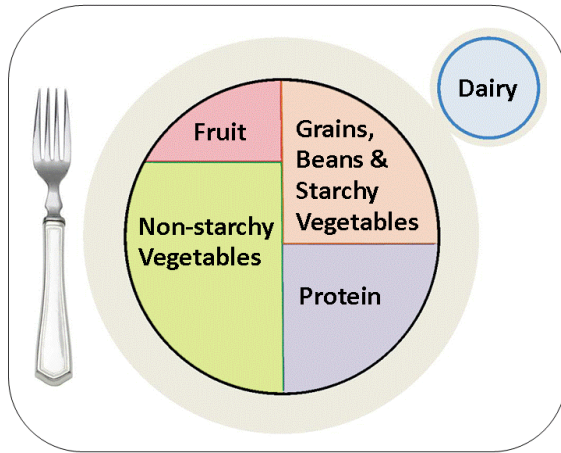 Dairy
Fruit
Grains,
Beans &
Starchy
Vegetables
Non-starchy
Vegetables
Protein